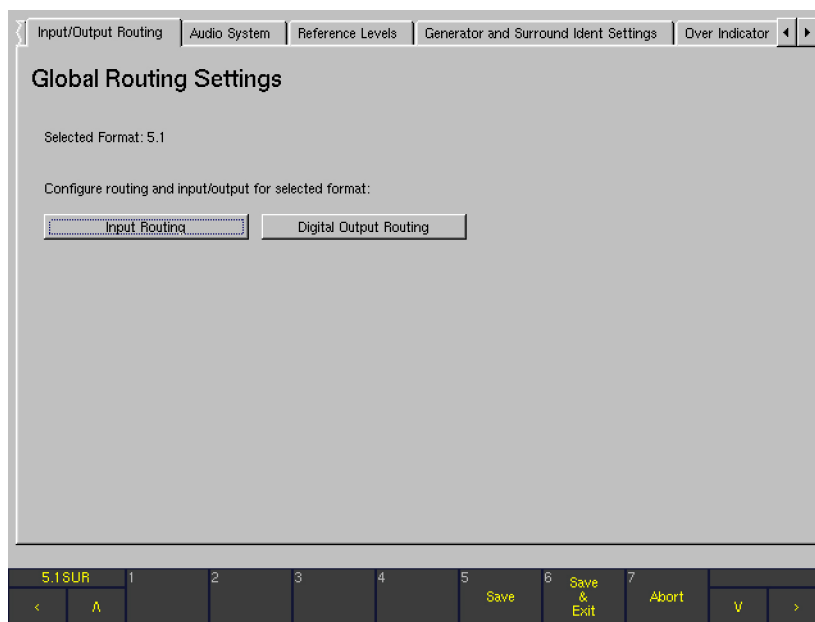 Input/Output Routing Audio System Reference Levels Generator and Surround Ident Settings Over Indicator
Global Routing Settings
Selected Format: 5.1
Configure routing and input/output for selected format:
Input Routing Digital Output Routing
5.1SUR 1 2 3 4 5 Save 6 Save & Exit 7 Abort
< Λ V >